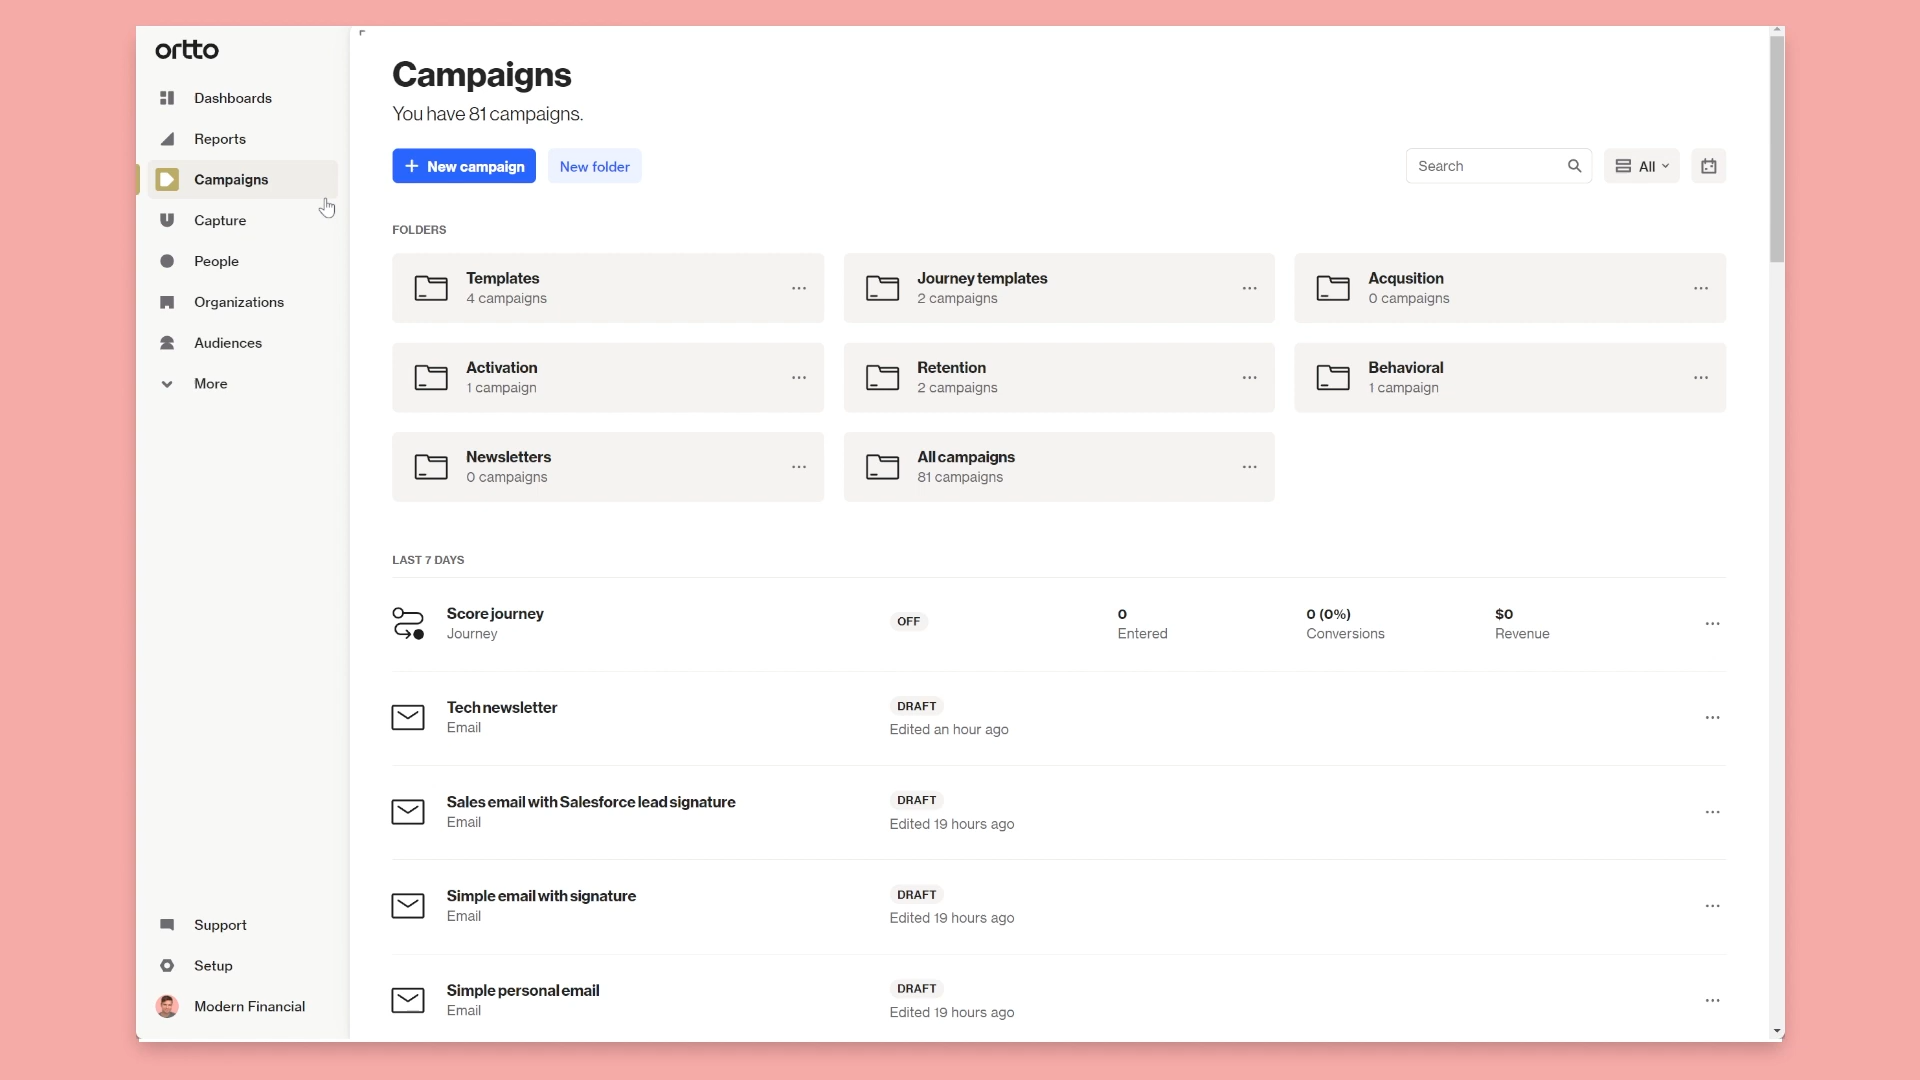 ortto
Dashboards
Reports
Campaigns
Capture
People
Organizations
Audiences
More
Support
Setup
Modern Financial
Campaigns
You have 81 campaigns.
New campaign
New folder
Search
All
FOLDERS
Templates
4 campaigns
Journey templates
2 campaigns
Acqusition
0 campaigns
Activation
1 campaign
Retention
2 campaigns
Behavioral
1 campaign
Newsletters
0 campaigns
All campaigns
81 campaigns
LAST 7 DAYS
Score journey
Journey
OFF
0
Entered
0 (0%)
Conversions
$0
Revenue
Tech newsletter
Email
DRAFT
Edited an hour ago
Sales email with Salesforce lead signature
Email
DRAFT
Edited 19 hours ago
Simple email with signature
Email
DRAFT
Edited 19 hours ago
Simple personal email
Email
DRAFT
Edited 19 hours ago